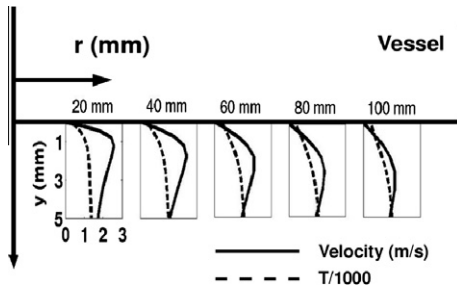 r (mm)
Vessel
20 mm
40 mm
60 mm
80 mm
100 mm
y (mm)
1
3
5
0 1 2 3
Velocity (m/s)
T/1000